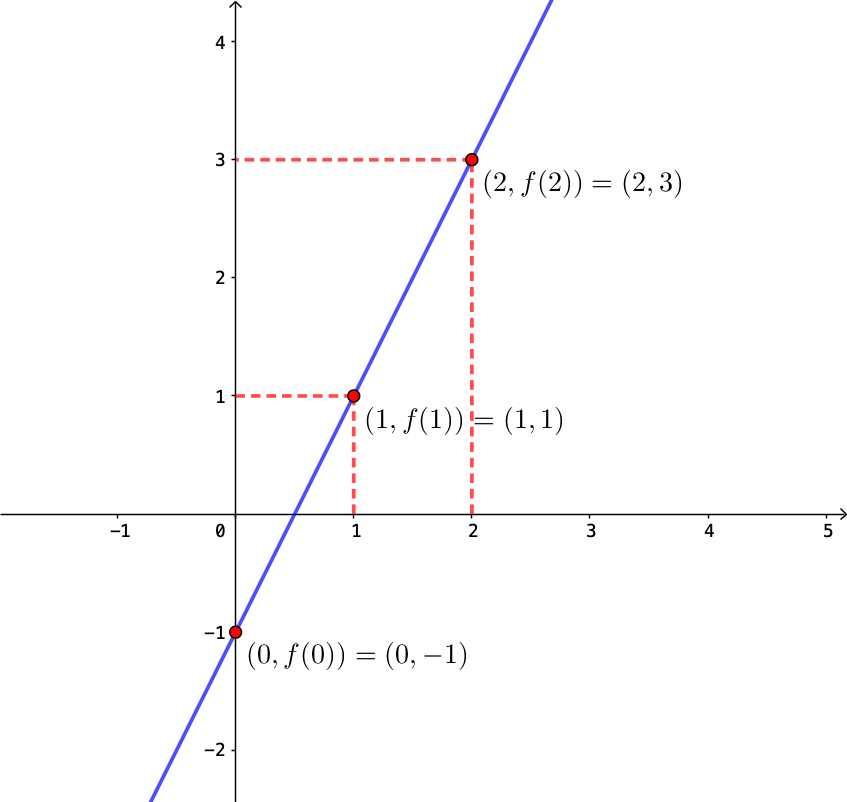 4
3
(2, f(2)) = (2, 3)
2
1
(1, f(1)) = (1, 1)
−1 0 1 2 3 4 5
−1
(0, f(0)) = (0, −1)
−2